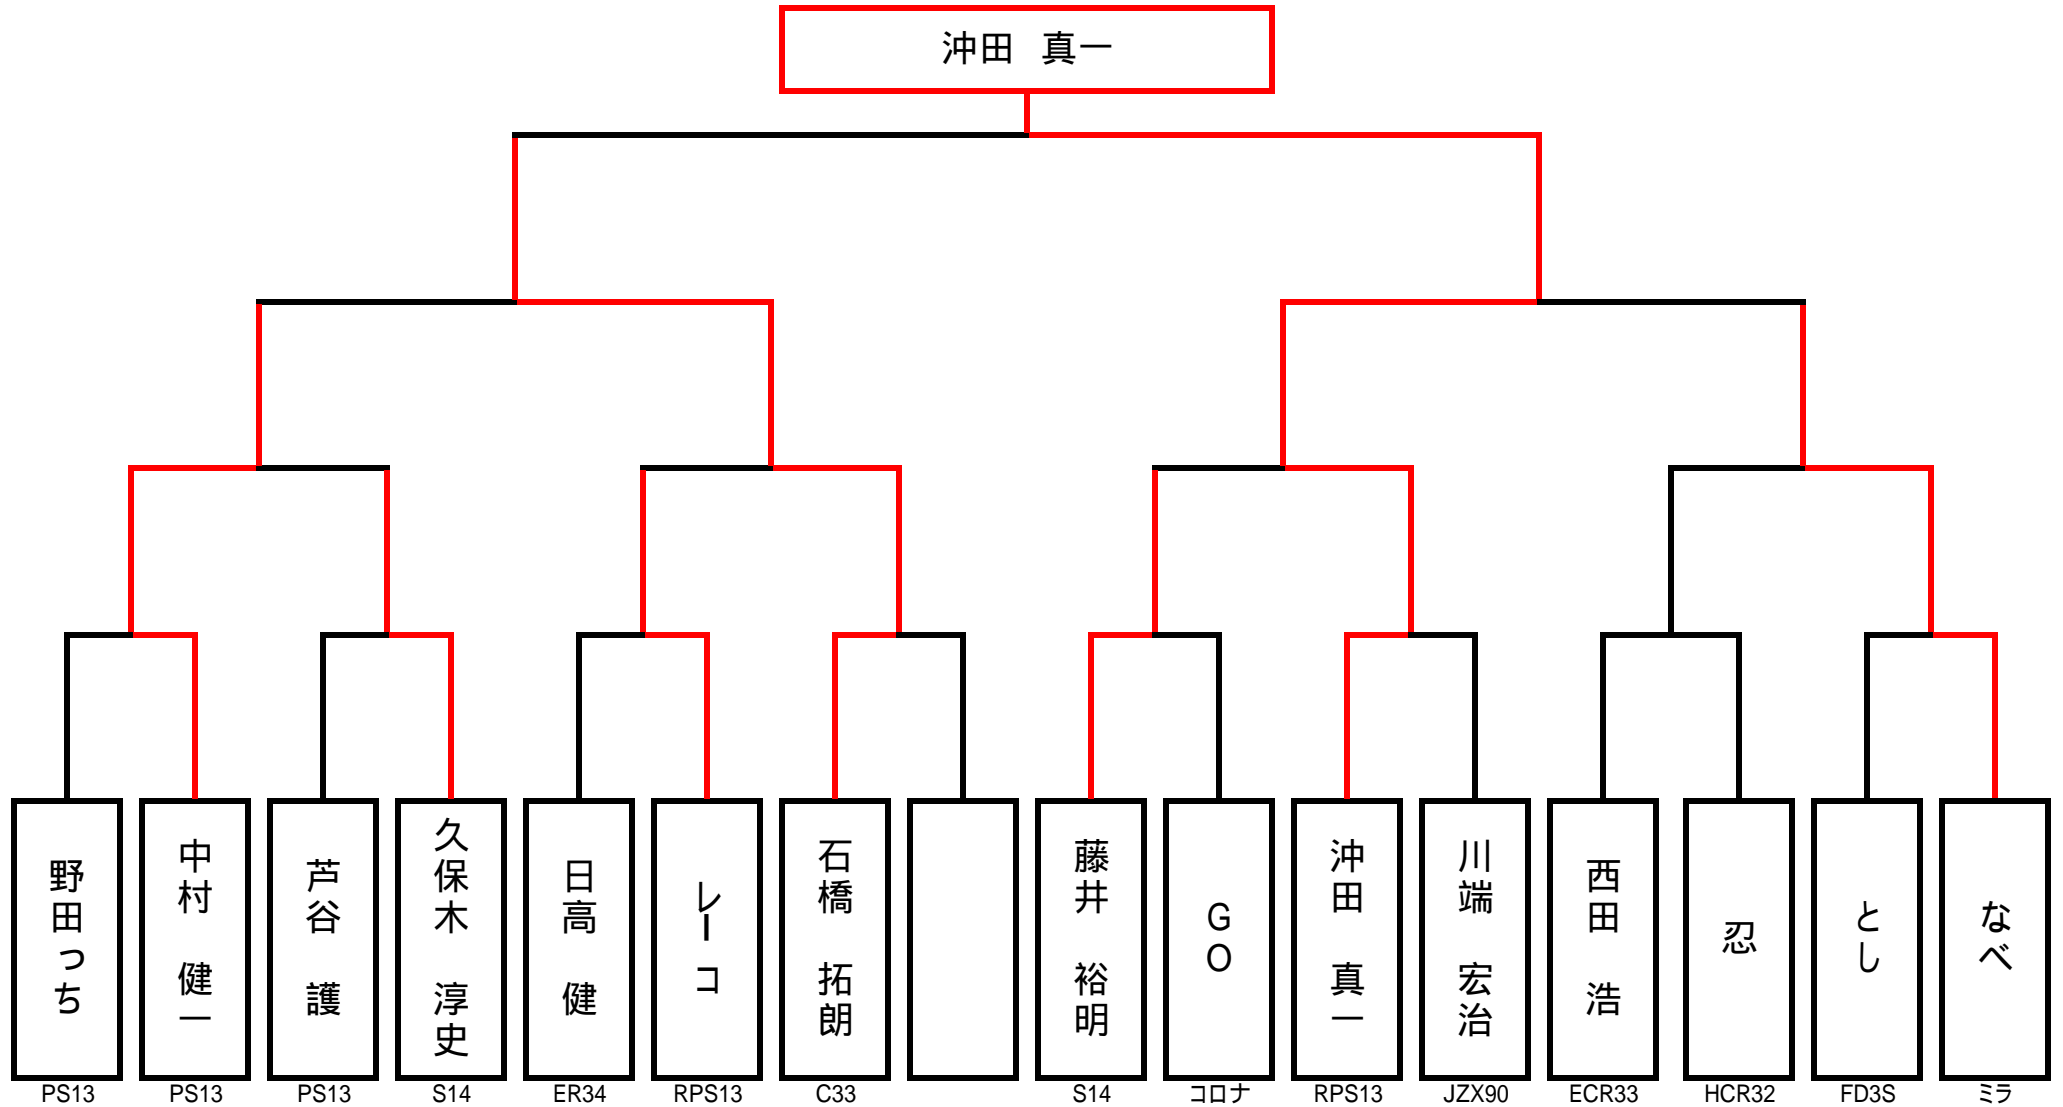 沖田 真一
野田っち
中村 健一
芦谷 護
久保木 淳史
日高 健
レーコ
石橋 拓朗
藤井 裕明
GO
沖田 真一
川端 宏治
西田 浩
忍
とし
なべ
PS13
PS13
PS13
S14
ER34
RPS13
C33
S14
コロナ
RPS13
JZX90
ECR33
HCR32
FD3S
ミラ